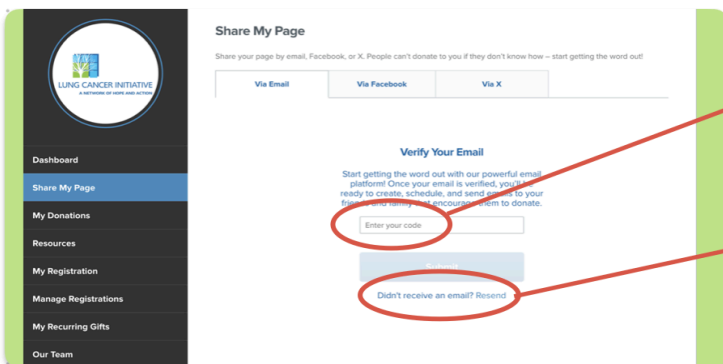 LUNG CANCER INITIATIVE
A NETWORK OF HOPE AND ACTION
Dashboard
Share My Page
My Donations
Resources
My Registration
Manage Registrations
My Recurring Gifts
Our Team
Share My Page
Share your page by email, Facebook, or X. People can't donate to you if they don't know how – start getting the word out!
Via Email
Via Facebook
Via X
Verify Your Email
Start getting the word out with our powerful email
platform! Once your email is verified, you'll be
ready to create, schedule, and send emails to your
friends and family that encourage them to donate.
Enter your code
Submit
Didn't receive an email? Resend